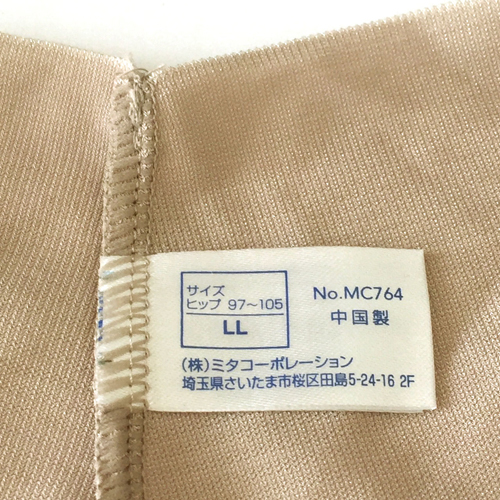 サイズ
ヒップ 97～105
LL
No.MC764
中国製
(株)ミタコーポレーション
埼玉県さいたま市桜区田島5-24-16 2F